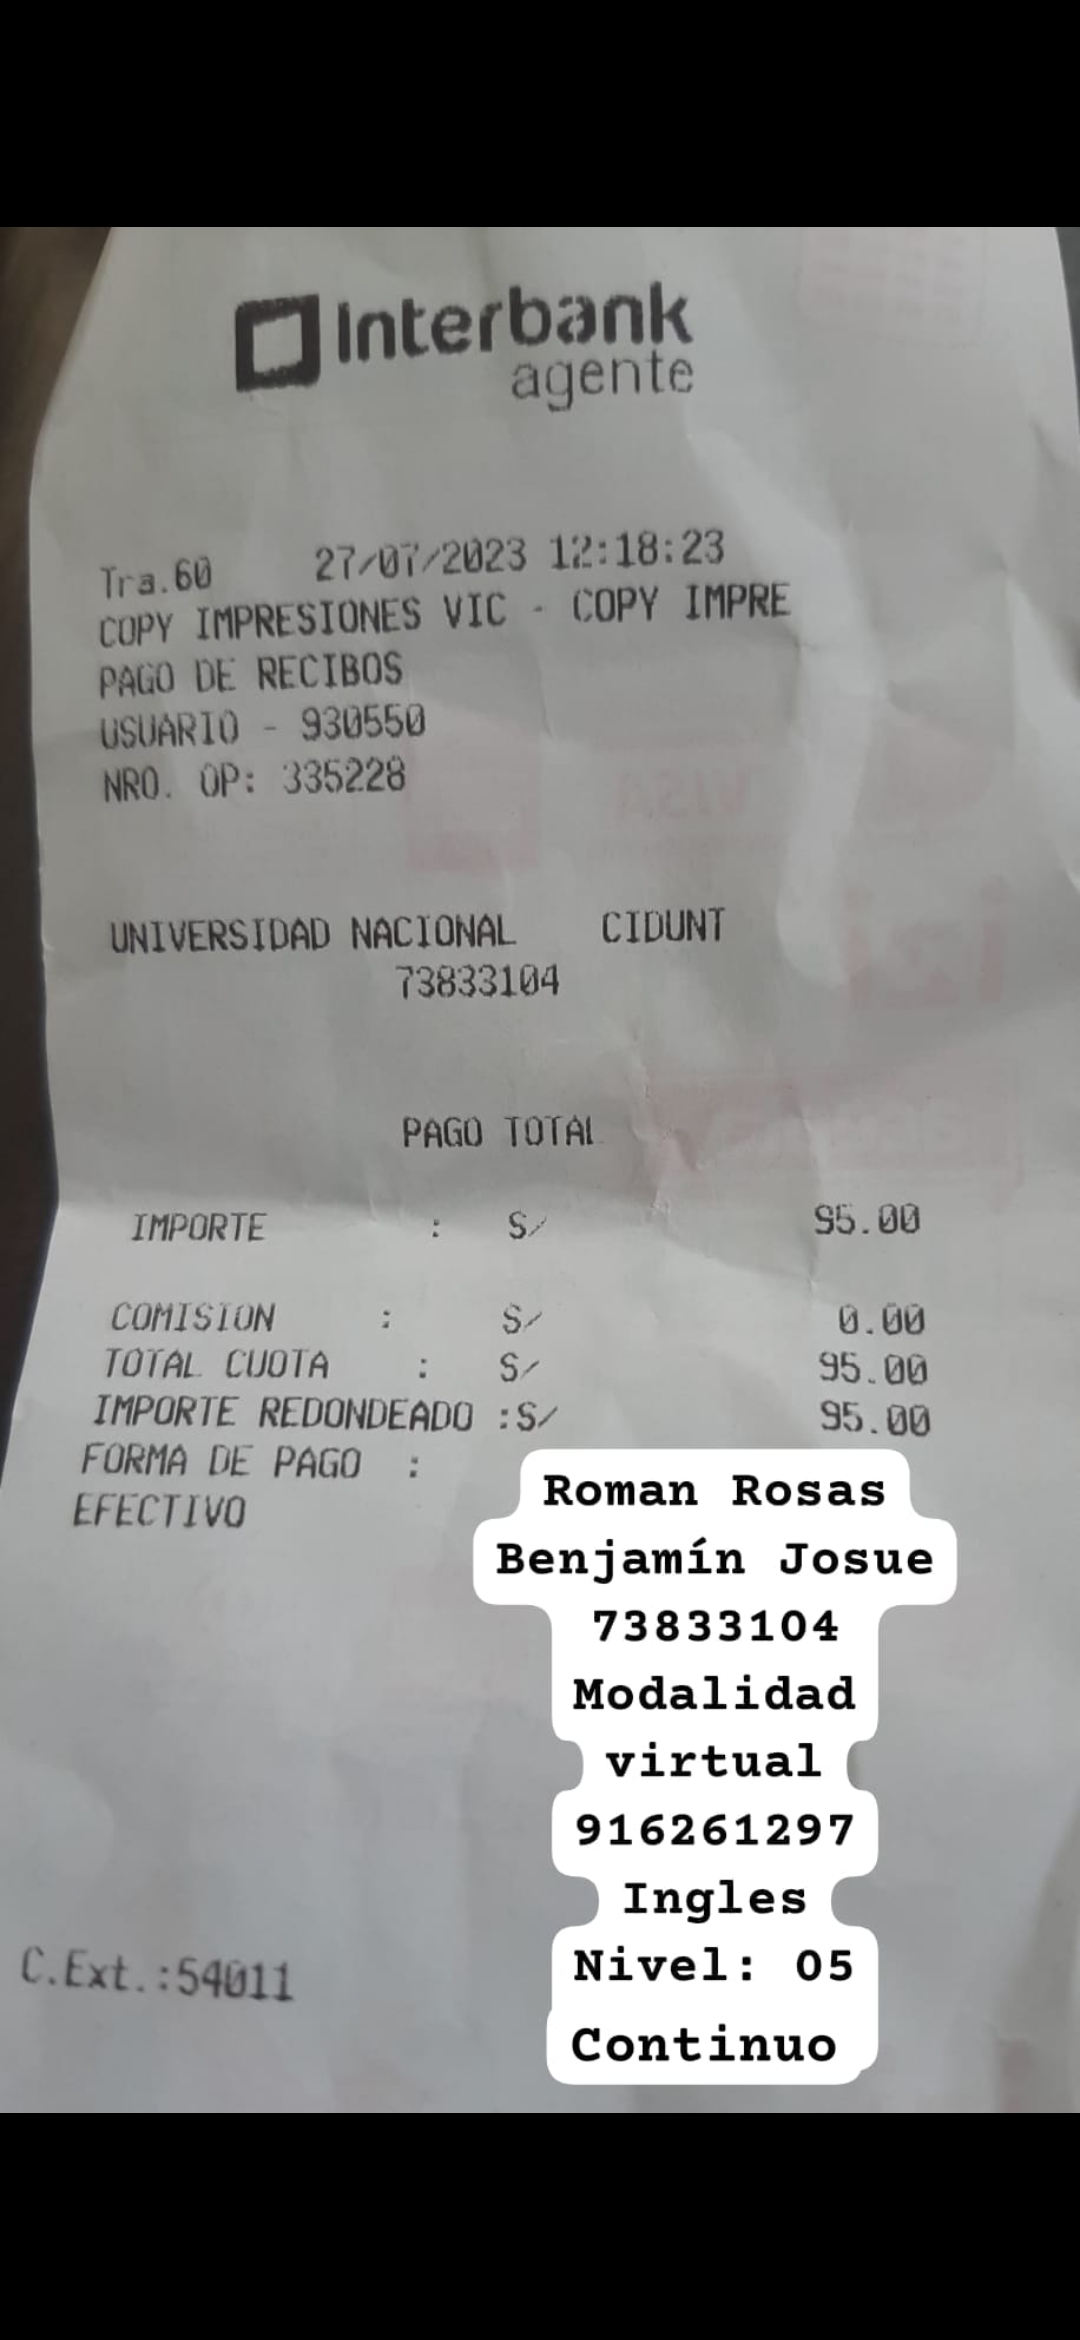 Interbank
agente
Tra.60 27/07/2023 12:18:23
COPY IMPRESIONES VIC - COPY IMPRE
PAGO DE RECIBOS
USUARIO - 930550
NRO. OP: 335228
UNIVERSIDAD NACIONAL CIDUNT
73833104
PAGO TOTAL
IMPORTE : S/ 95.00
COMISION : S/ 0.00
TOTAL CUOTA : S/ 95.00
IMPORTE REDONDEADO :S/ 95.00
FORMA DE PAGO :
EFECTIVO
Roman Rosas
Benjamín Josue
73833104
Modalidad
virtual
916261297
Ingles
Nivel: 05
Continuo
C.Ext.:54011